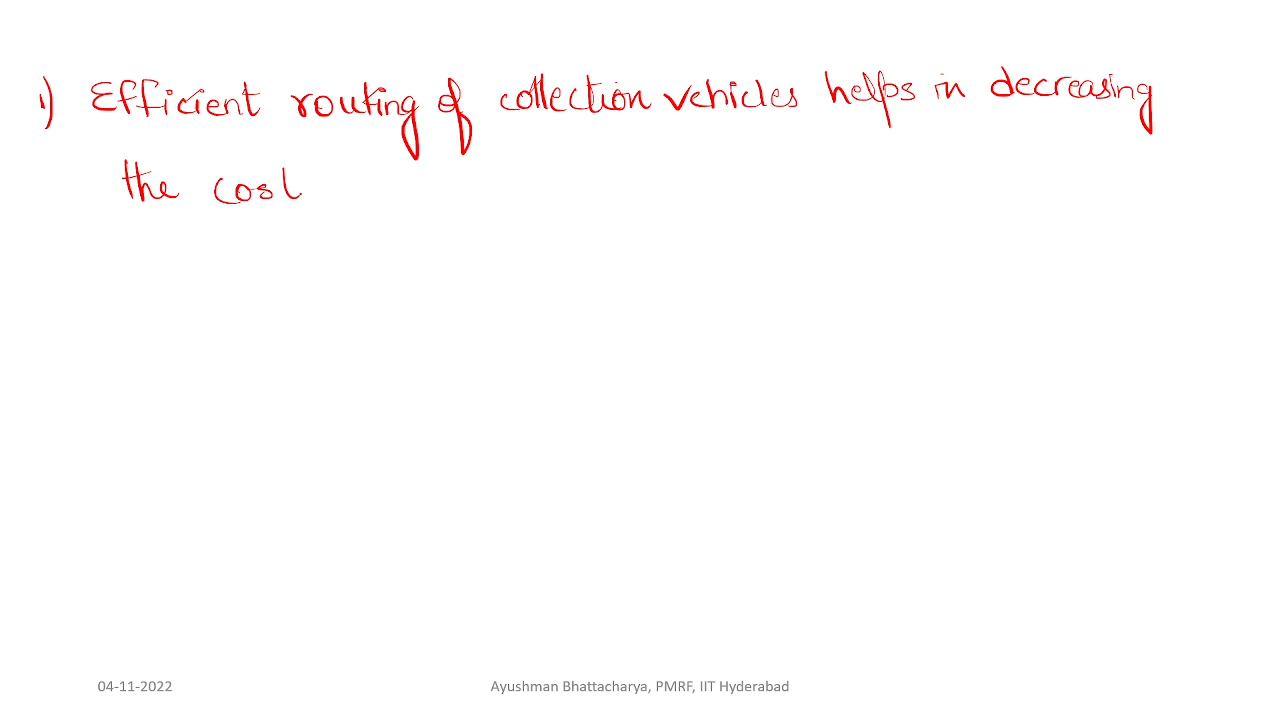 1) Efficient routing of collection vehicles helps in decreasing
the cost
04-11-2022
Ayushman Bhattacharya, PMRF, IIT Hyderabad